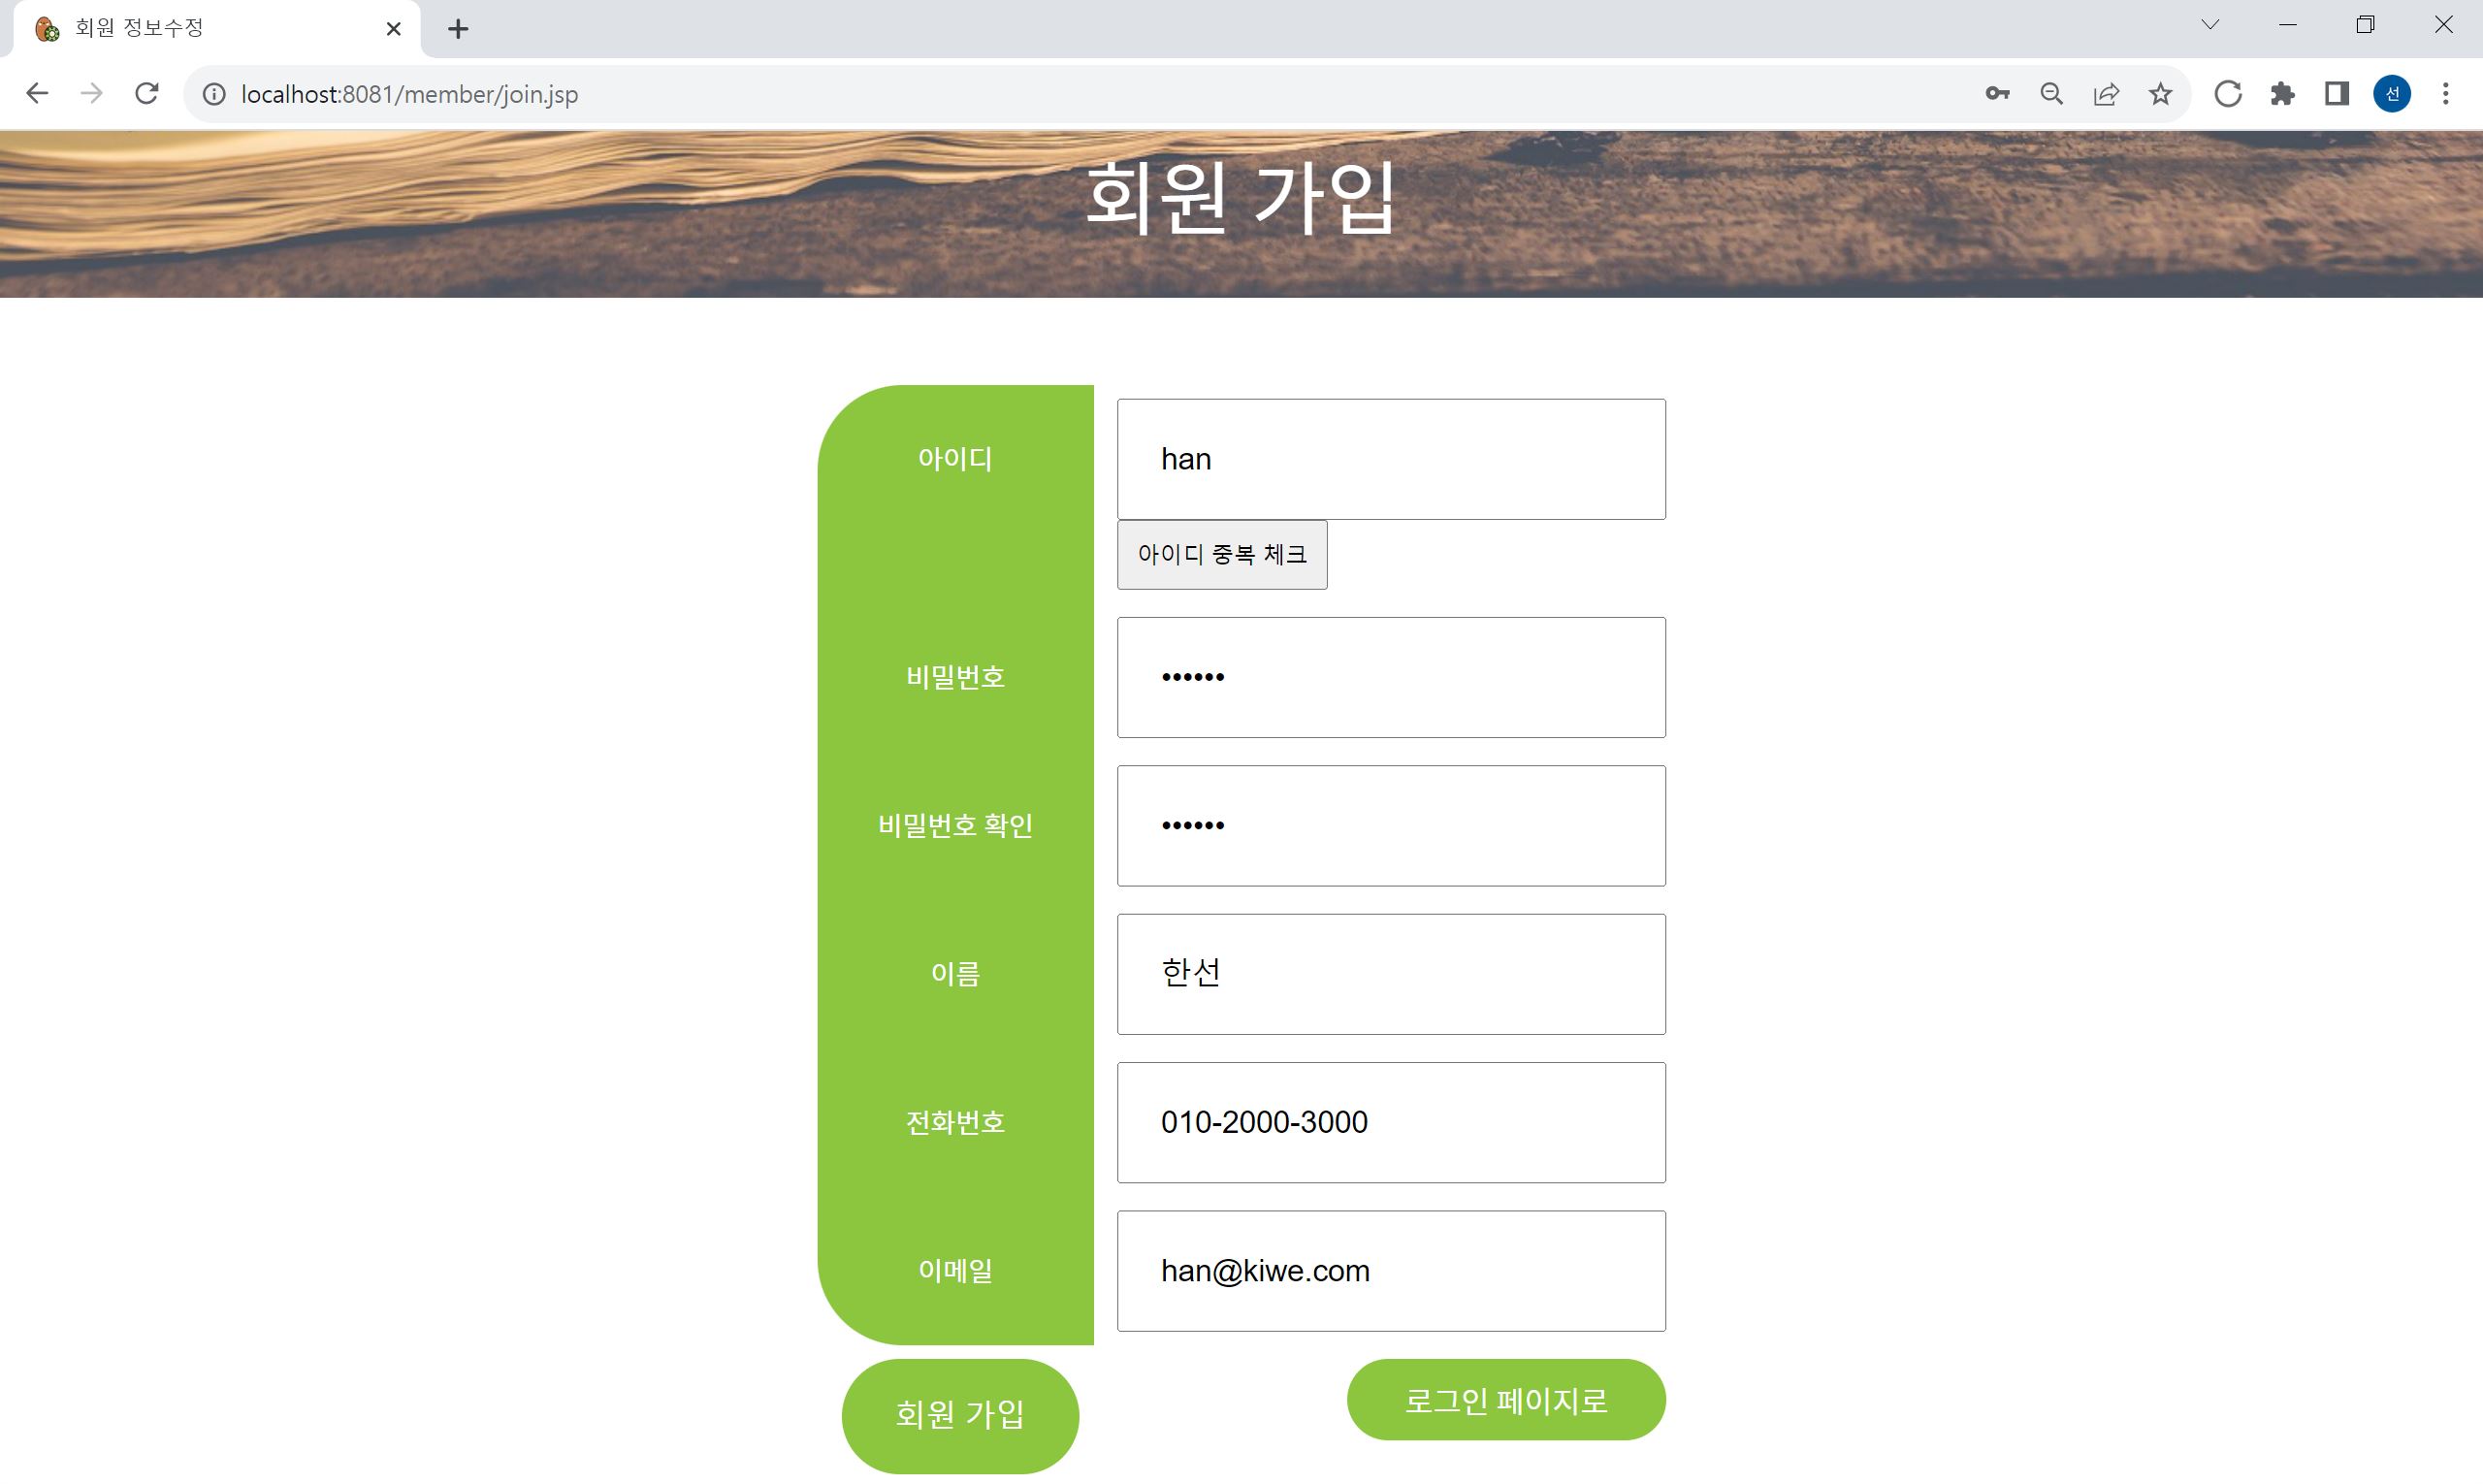 회원 정보수정
localhost:8081/member/join.jsp
선
회원 가입
아이디
han
아이디 중복 체크
비밀번호
••••••
비밀번호 확인
••••••
이름
한선
전화번호
010-2000-3000
이메일
han@kiwe.com
회원 가입
로그인 페이지로